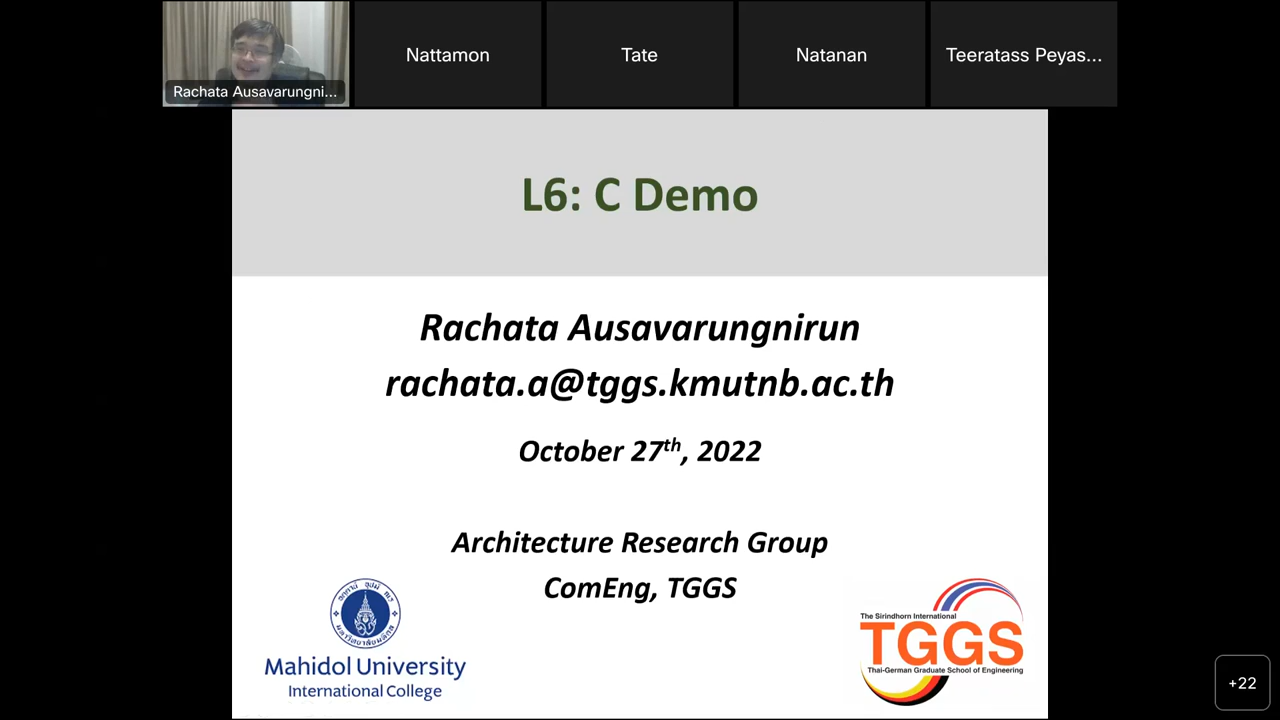 Rachata Ausavarungni...
Nattamon
Tate
Natanan
Teeratass Peyas...
L6: C Demo
Rachata Ausavarungnirun
rachata.a@tggs.kmutnb.ac.th
October 27th, 2022
Architecture Research Group
ComEng, TGGS
Mahidol University
International College
The Sirindhorn International
TGGS
Thai-German Graduate School of Engineering
+22